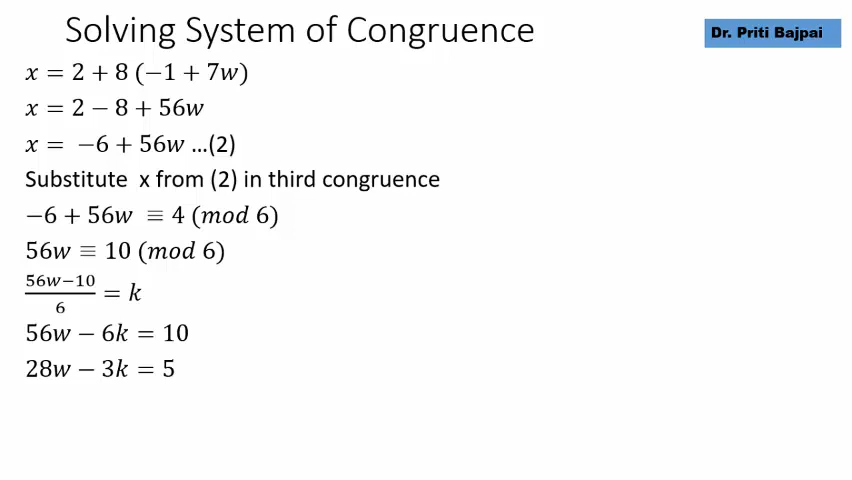 Solving System of Congruence
Dr. Priti Bajpai
x = 2 + 8 (−1 + 7w)
x = 2 − 8 + 56w
x = −6 + 56w ...(2)
Substitute x from (2) in third congruence
−6 + 56w ≡ 4 (mod 6)
56w ≡ 10 (mod 6)
(56w−10)/6 = k
56w − 6k = 10
28w − 3k = 5